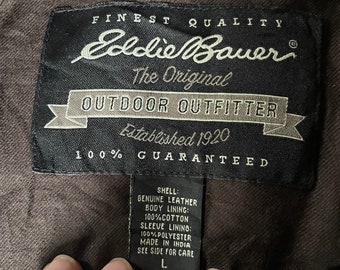 FINEST QUALITY
Eddie Bauer®
The Original
OUTDOOR OUTFITTER
Established 1920
100% GUARANTEED
SHELL:
GENUINE LEATHER
BODY LINING:
100% COTTON
SLEEVE LINING:
100% POLYESTER
MADE IN INDIA
SEE SIDE FOR CARE
L